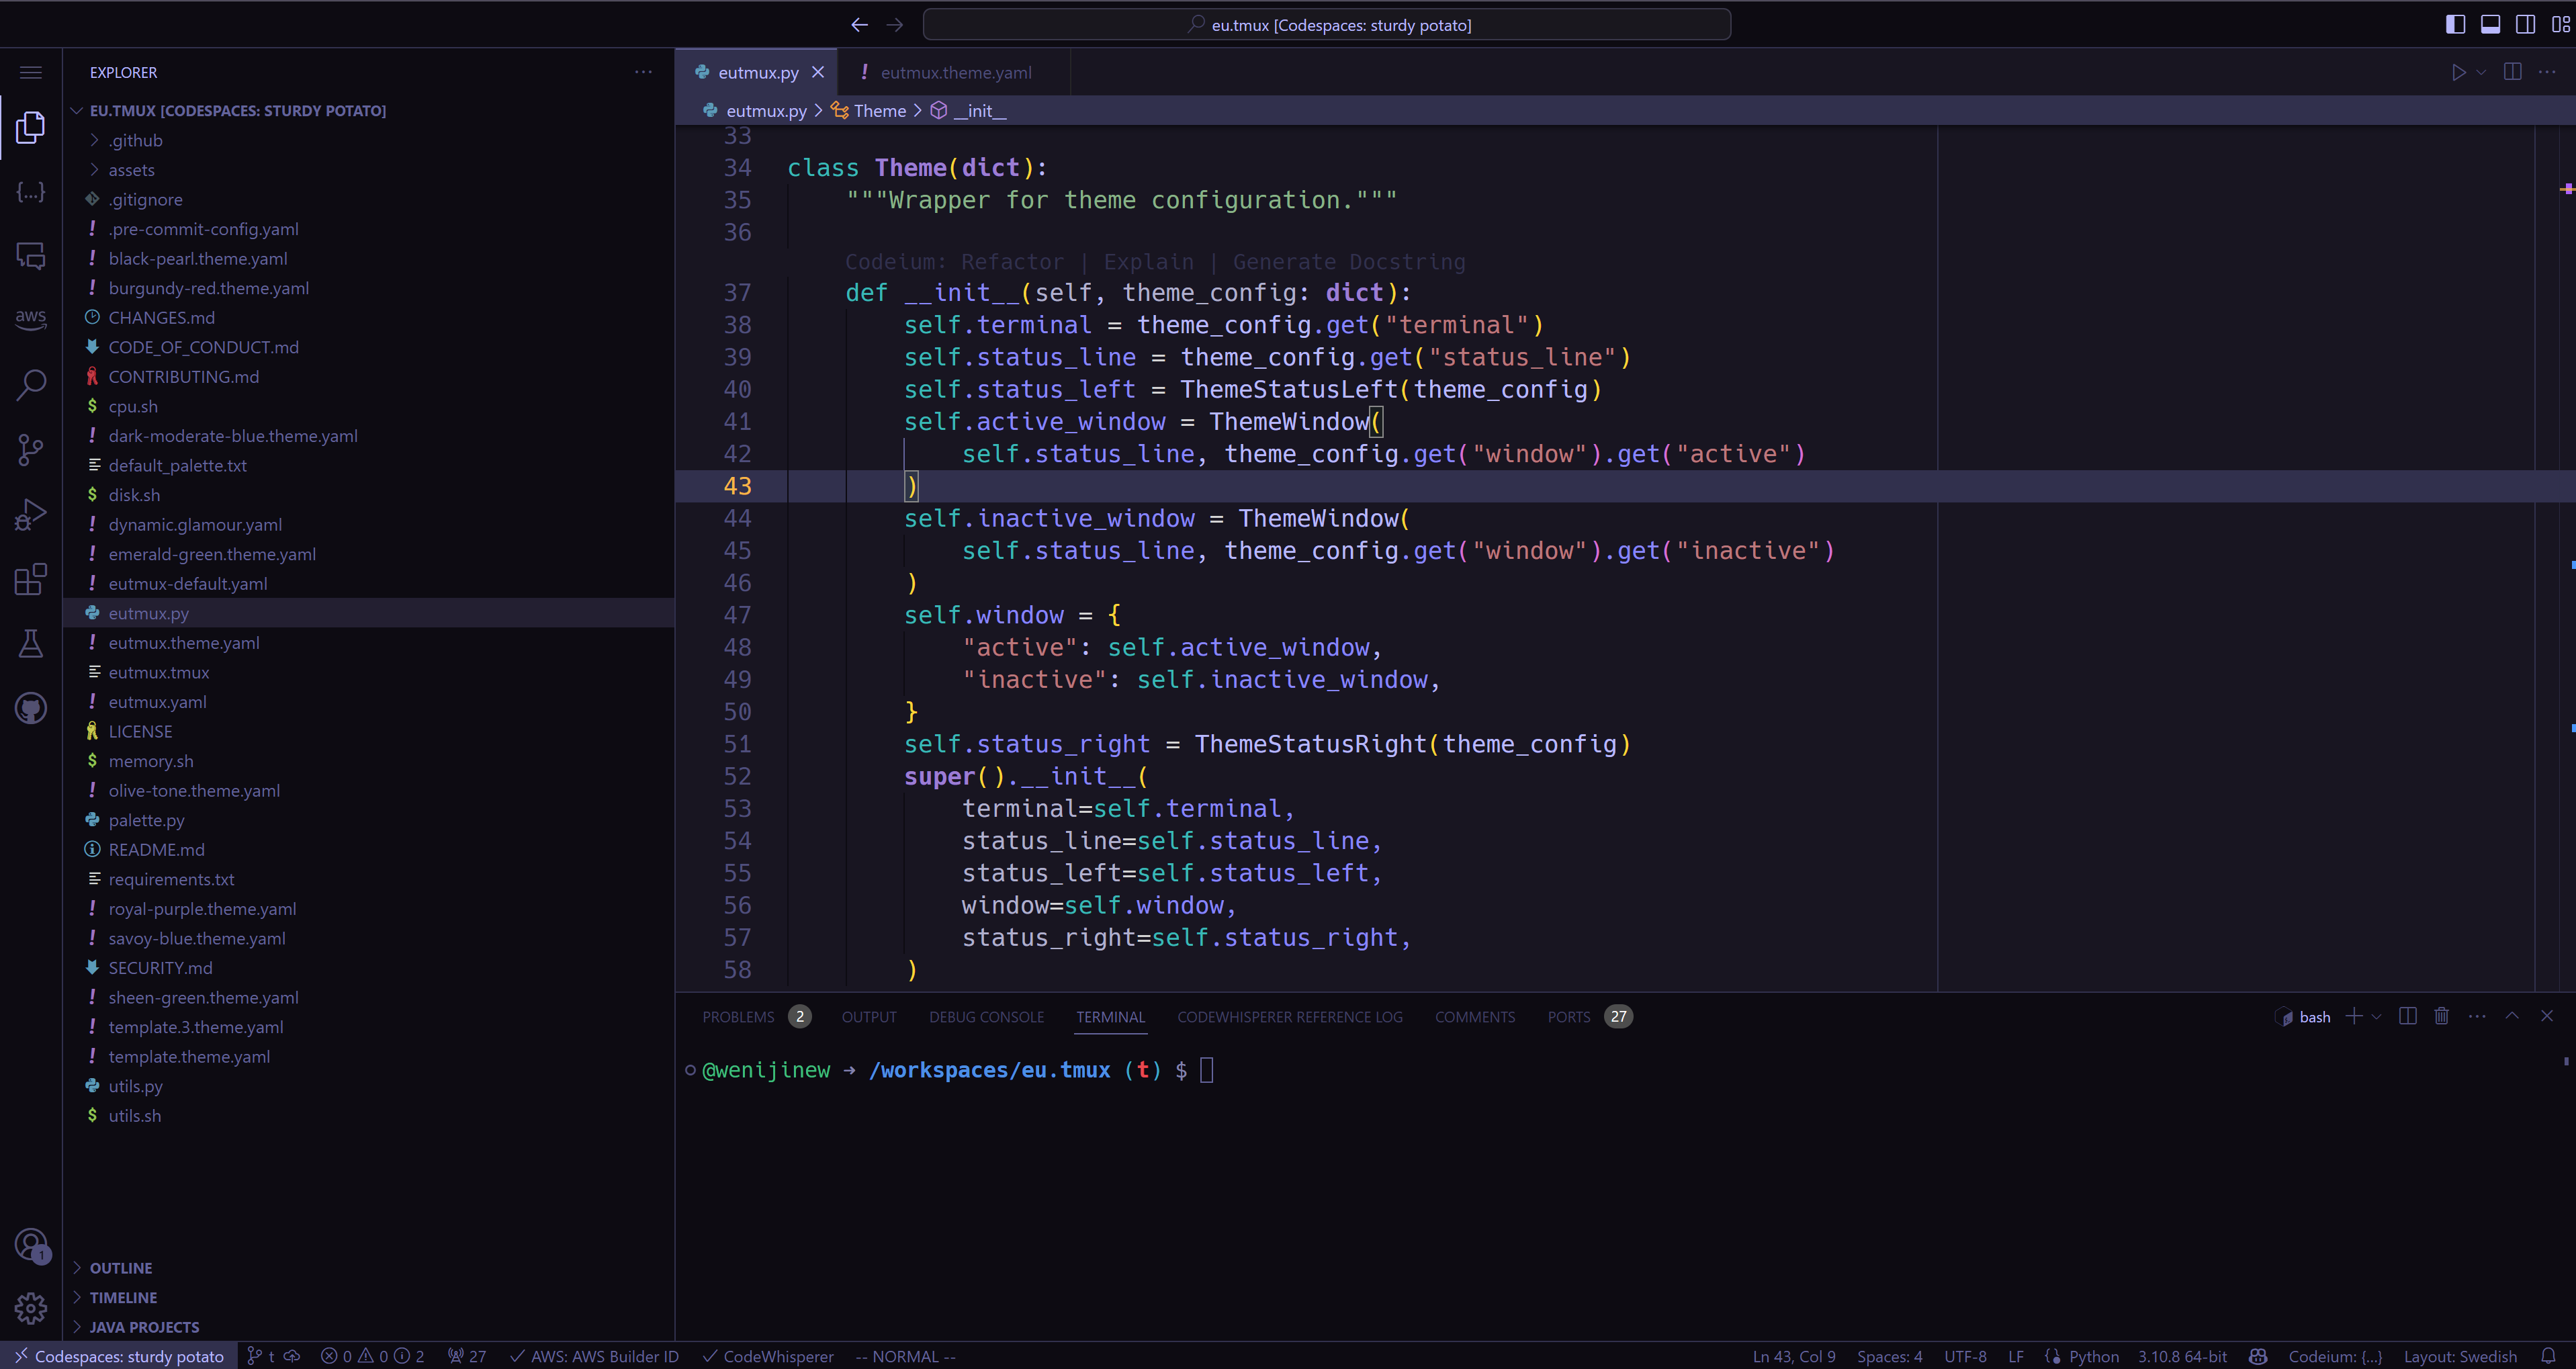 eu.tmux [Codespaces: sturdy potato]
EXPLORER
EU.TMUX [CODESPACES: STURDY POTATO]
.github
assets
.gitignore
.pre-commit-config.yaml
black-pearl.theme.yaml
burgundy-red.theme.yaml
CHANGES.md
CODE_OF_CONDUCT.md
CONTRIBUTING.md
cpu.sh
dark-moderate-blue.theme.yaml
default_palette.txt
disk.sh
dynamic.glamour.yaml
emerald-green.theme.yaml
eutmux-default.yaml
eutmux.py
eutmux.theme.yaml
eutmux.tmux
eutmux.yaml
LICENSE
memory.sh
olive-tone.theme.yaml
palette.py
README.md
requirements.txt
royal-purple.theme.yaml
savoy-blue.theme.yaml
SECURITY.md
sheen-green.theme.yaml
template.3.theme.yaml
template.theme.yaml
utils.py
utils.sh
OUTLINE
TIMELINE
JAVA PROJECTS
aws
1
eutmux.py eutmux.theme.yaml
eutmux.py > Theme > __init__
33
34 class Theme(dict):
35 """Wrapper for theme configuration."""
36
Codeium: Refactor | Explain | Generate Docstring
37 def __init__(self, theme_config: dict):
38 self.terminal = theme_config.get("terminal")
39 self.status_line = theme_config.get("status_line")
40 self.status_left = ThemeStatusLeft(theme_config)
41 self.active_window = ThemeWindow(
42 self.status_line, theme_config.get("window").get("active")
43 )
44 self.inactive_window = ThemeWindow(
45 self.status_line, theme_config.get("window").get("inactive")
46 )
47 self.window = {
48 "active": self.active_window,
49 "inactive": self.inactive_window,
50 }
51 self.status_right = ThemeStatusRight(theme_config)
52 super().__init__(
53 terminal=self.terminal,
54 status_line=self.status_line,
55 status_left=self.status_left,
56 window=self.window,
57 status_right=self.status_right,
58 )
PROBLEMS 2 OUTPUT DEBUG CONSOLE TERMINAL CODEWHISPERER REFERENCE LOG COMMENTS PORTS 27 bash
@wenijinew → /workspaces/eu.tmux (t) $
Codespaces: sturdy potato t 0 0 2 27 AWS: AWS Builder ID CodeWhisperer -- NORMAL -- Ln 43, Col 9 Spaces: 4 UTF-8 LF Python 3.10.8 64-bit Codeium: {...} Layout: Swedish